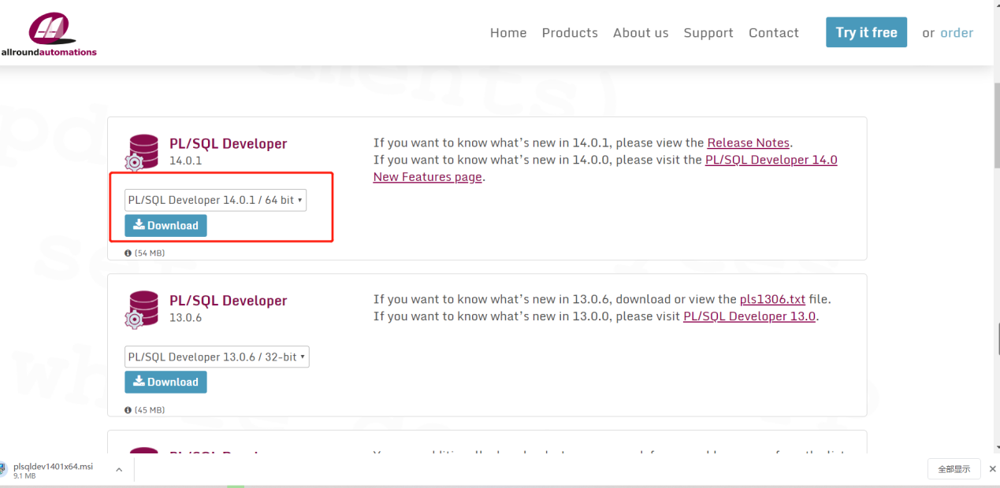 allroundautomations
Home Products About us Support Contact Try it free or order
PL/SQL Developer
14.0.1
If you want to know what's new in 14.0.1, please view the Release Notes.
If you want to know what's new in 14.0.0, please visit the PL/SQL Developer 14.0
New Features page.
PL/SQL Developer 14.0.1 / 64 bit
Download
(54 MB)
PL/SQL Developer
13.0.6
If you want to know what's new in 13.0.6, download or view the pls1306.txt file.
If you want to know what's new in 13.0.0, please visit PL/SQL Developer 13.0.
PL/SQL Developer 13.0.6 / 32-bit
Download
(45 MB)
plsqldev1401x64.msi
9.1 MB
全部显示